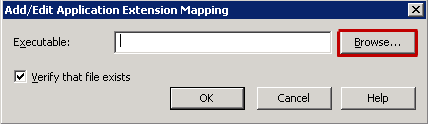 Add/Edit Application Extension Mapping
Executable:
Browse...
Verify that file exists
OK
Cancel
Help